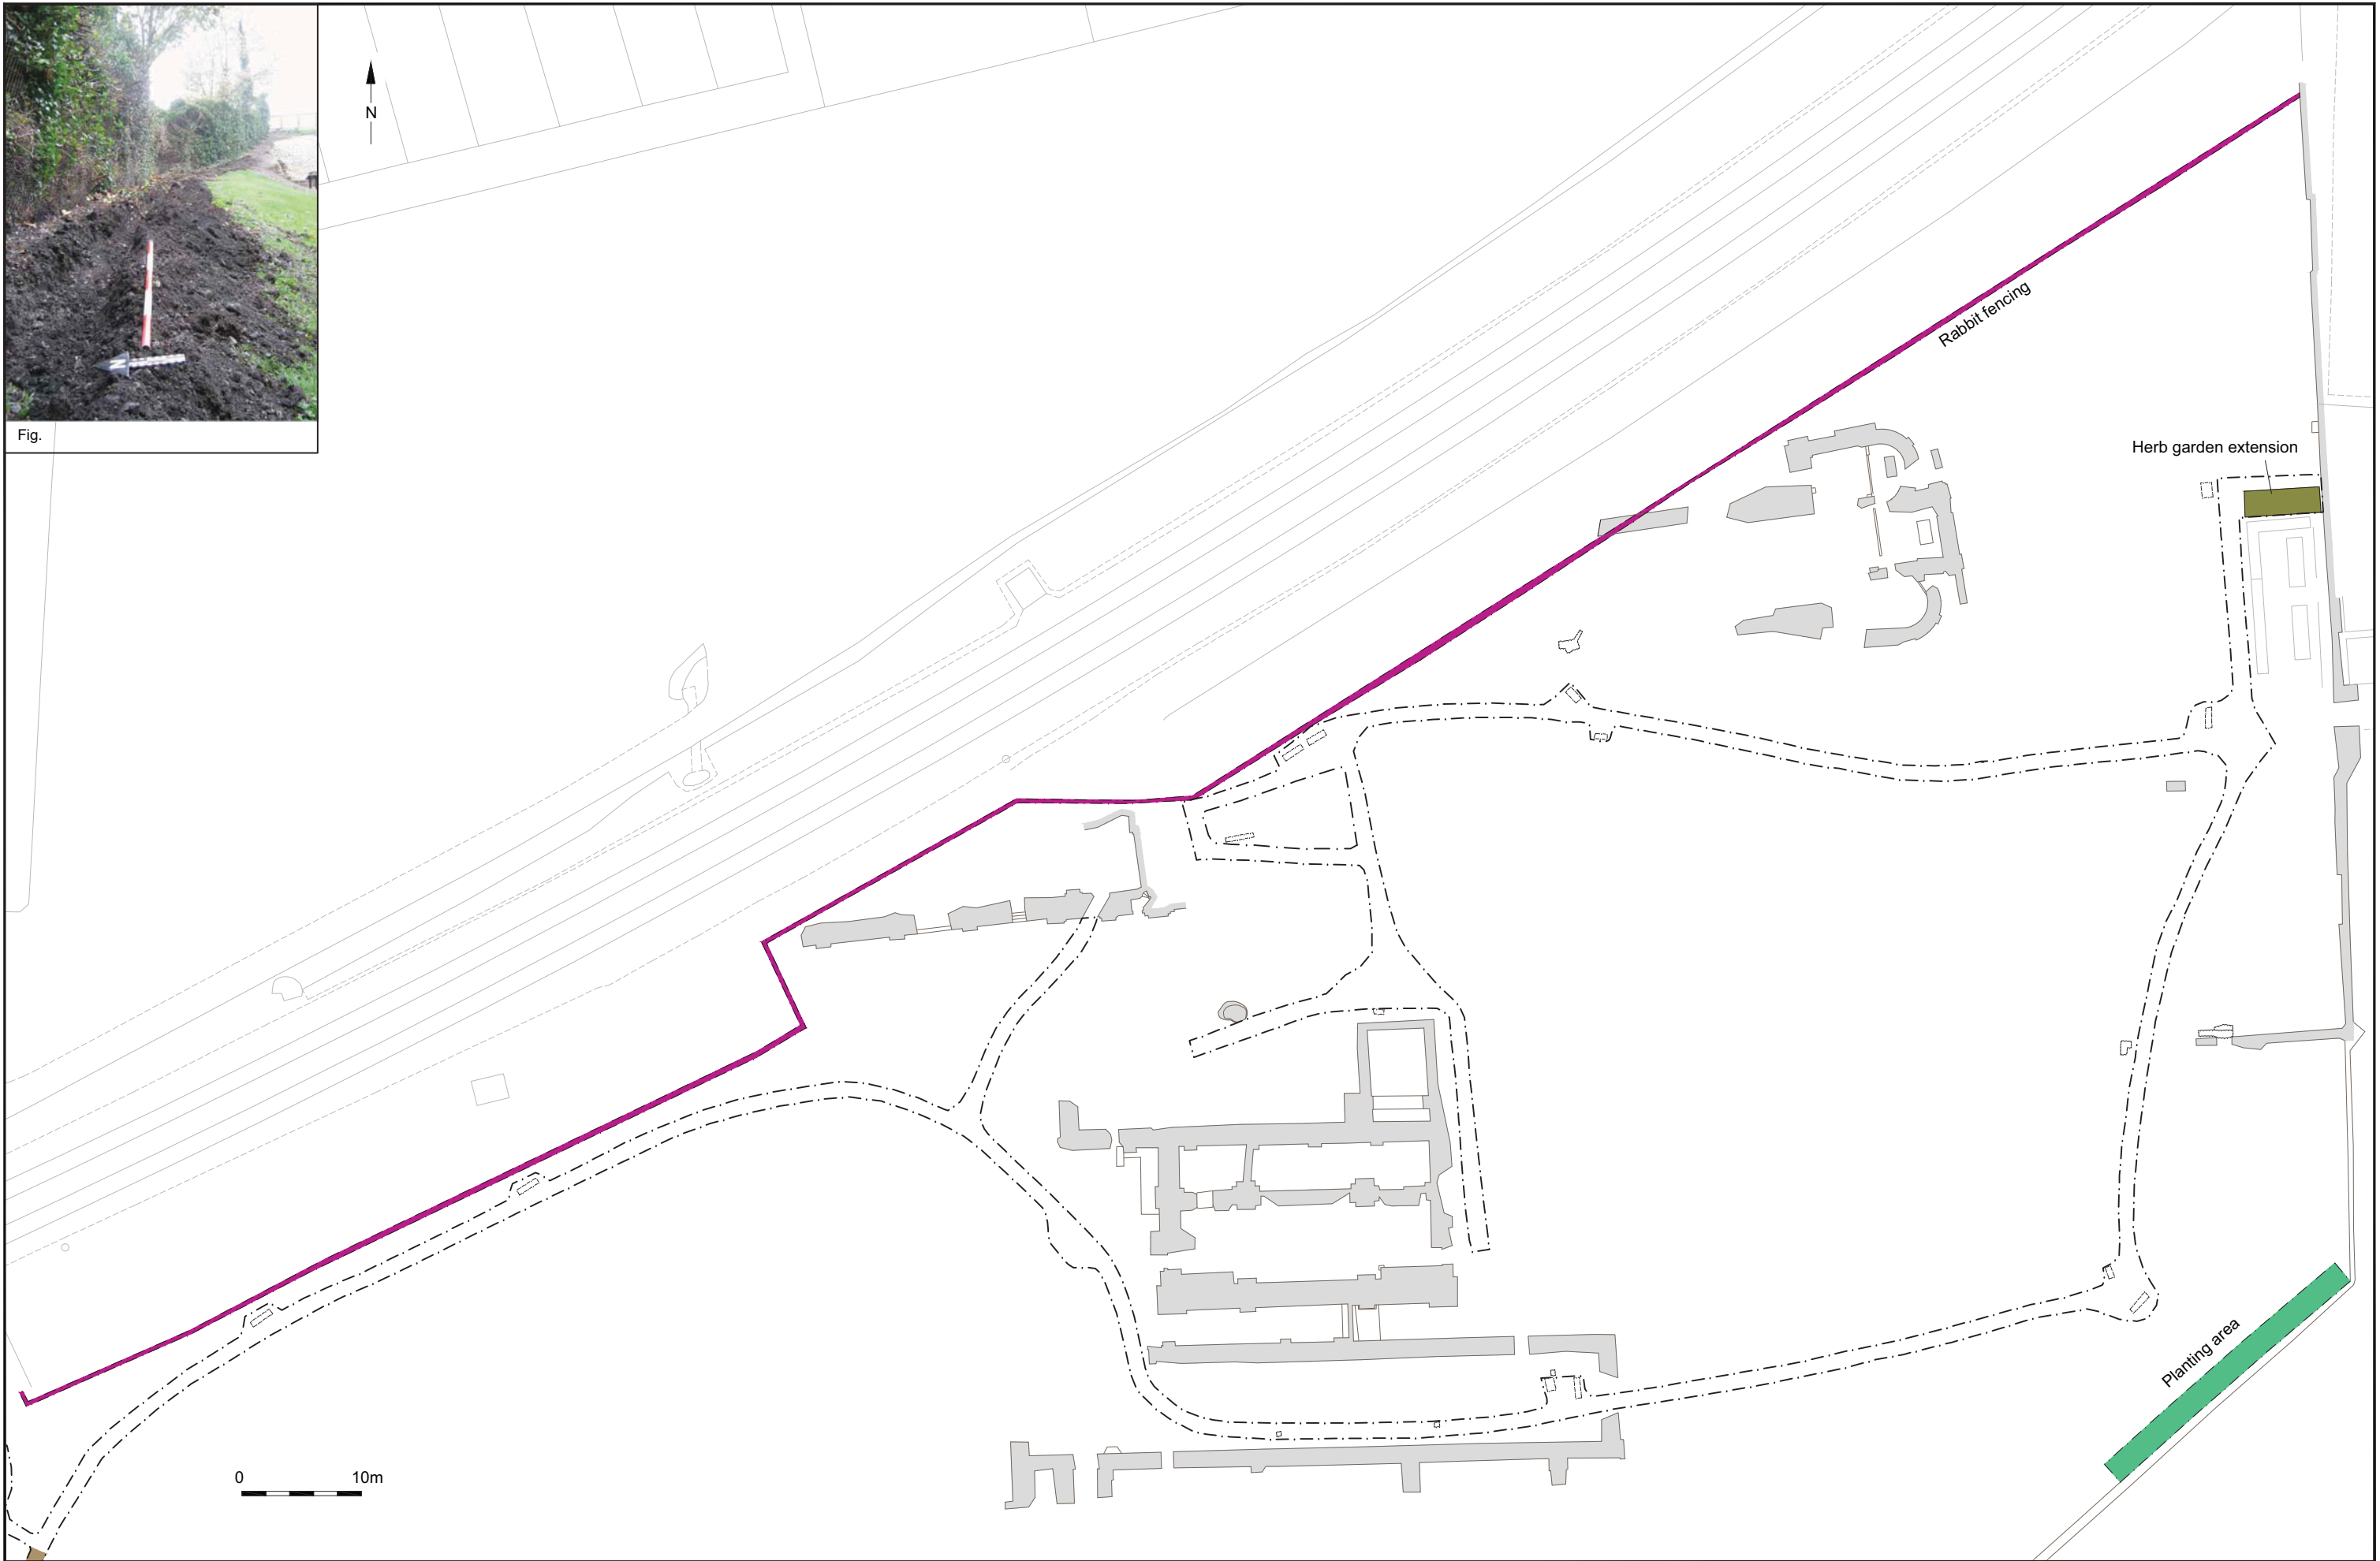 N
Fig.
Rabbit fencing
Herb garden extension
Planting area
0 10m